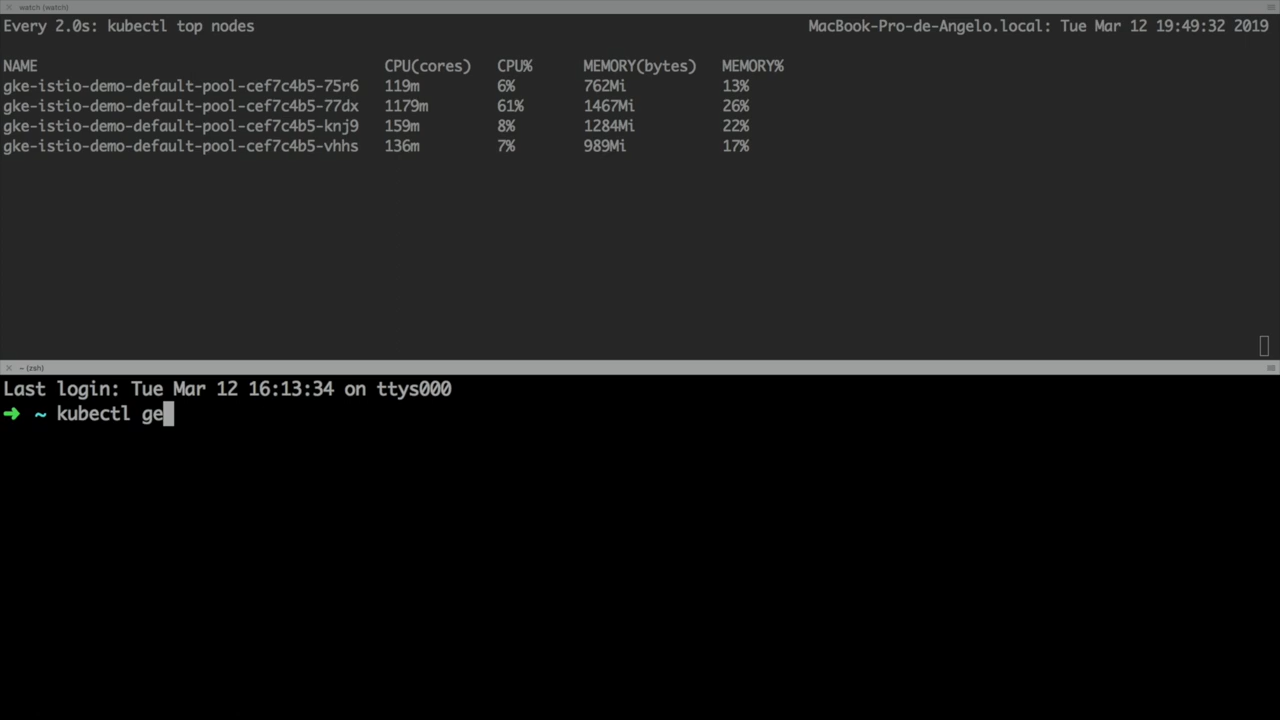 watch (watch)
Every 2.0s: kubectl top nodes MacBook-Pro-de-Angelo.local: Tue Mar 12 19:49:32 2019
NAME CPU(cores) CPU% MEMORY(bytes) MEMORY%
gke-istio-demo-default-pool-cef7c4b5-75r6 119m 6% 762Mi 13%
gke-istio-demo-default-pool-cef7c4b5-77dx 1179m 61% 1467Mi 26%
gke-istio-demo-default-pool-cef7c4b5-knj9 159m 8% 1284Mi 22%
gke-istio-demo-default-pool-cef7c4b5-vhhs 136m 7% 989Mi 17%
~ (zsh)
Last login: Tue Mar 12 16:13:34 on ttys000
➜ ~ kubectl ge